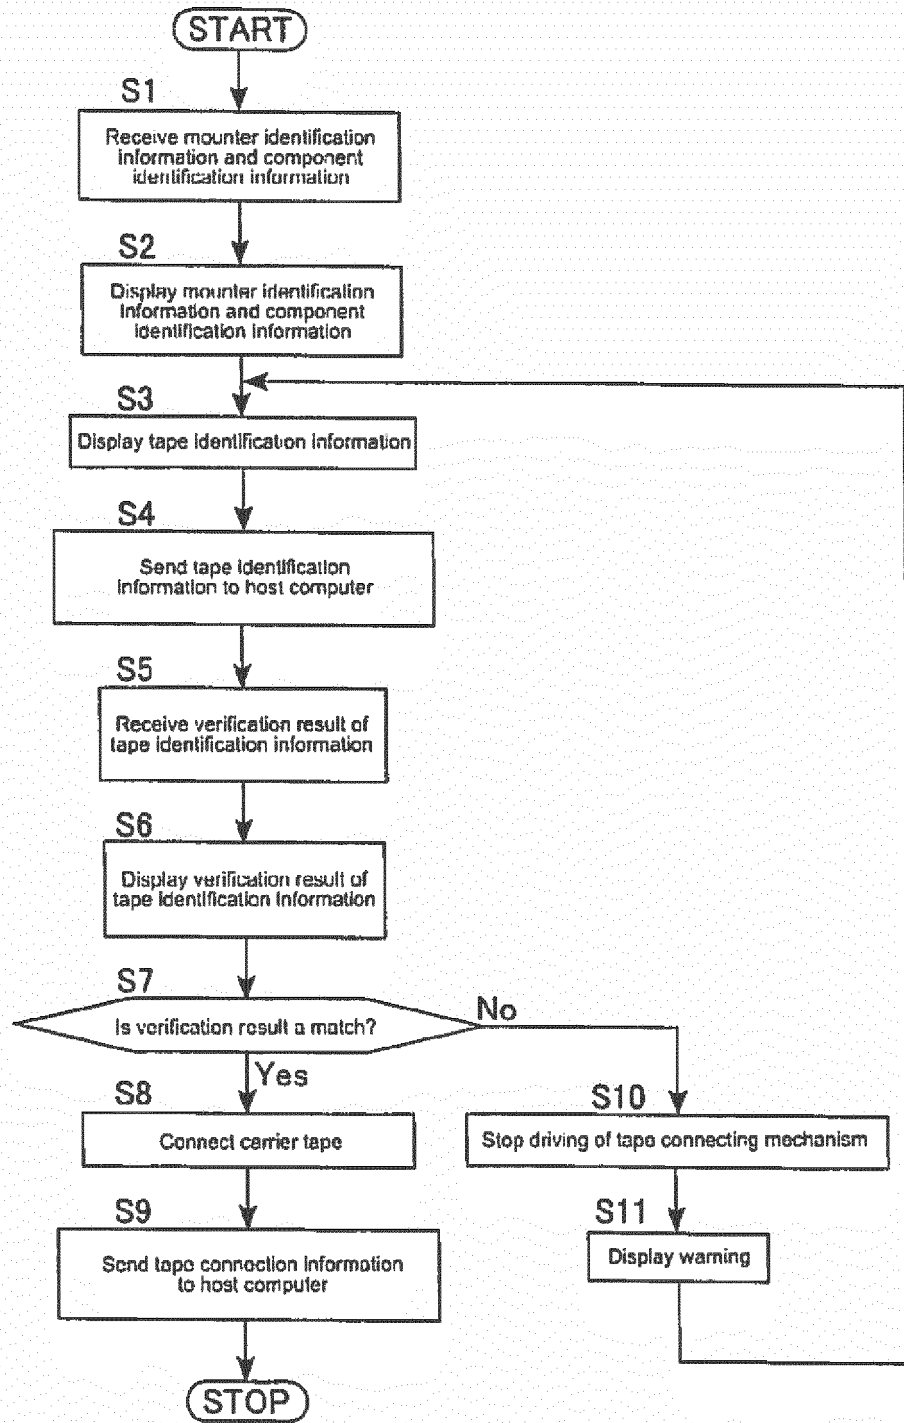 START
S1
Receive mounter identification
information and component
identification information
S2
Display mounter identification
information and component
identification information
S3
Display tape identification information
S4
Send tape identification
information to host computer
S5
Receive verification result of
tape identification information
S6
Display verification result of
tape identification information
S7
Is verification result a match?
No
Yes
S8
Connect carrier tape
S10
Stop driving of tape connecting mechanism
S9
Send tape connection information
to host computer
S11
Display warning
STOP